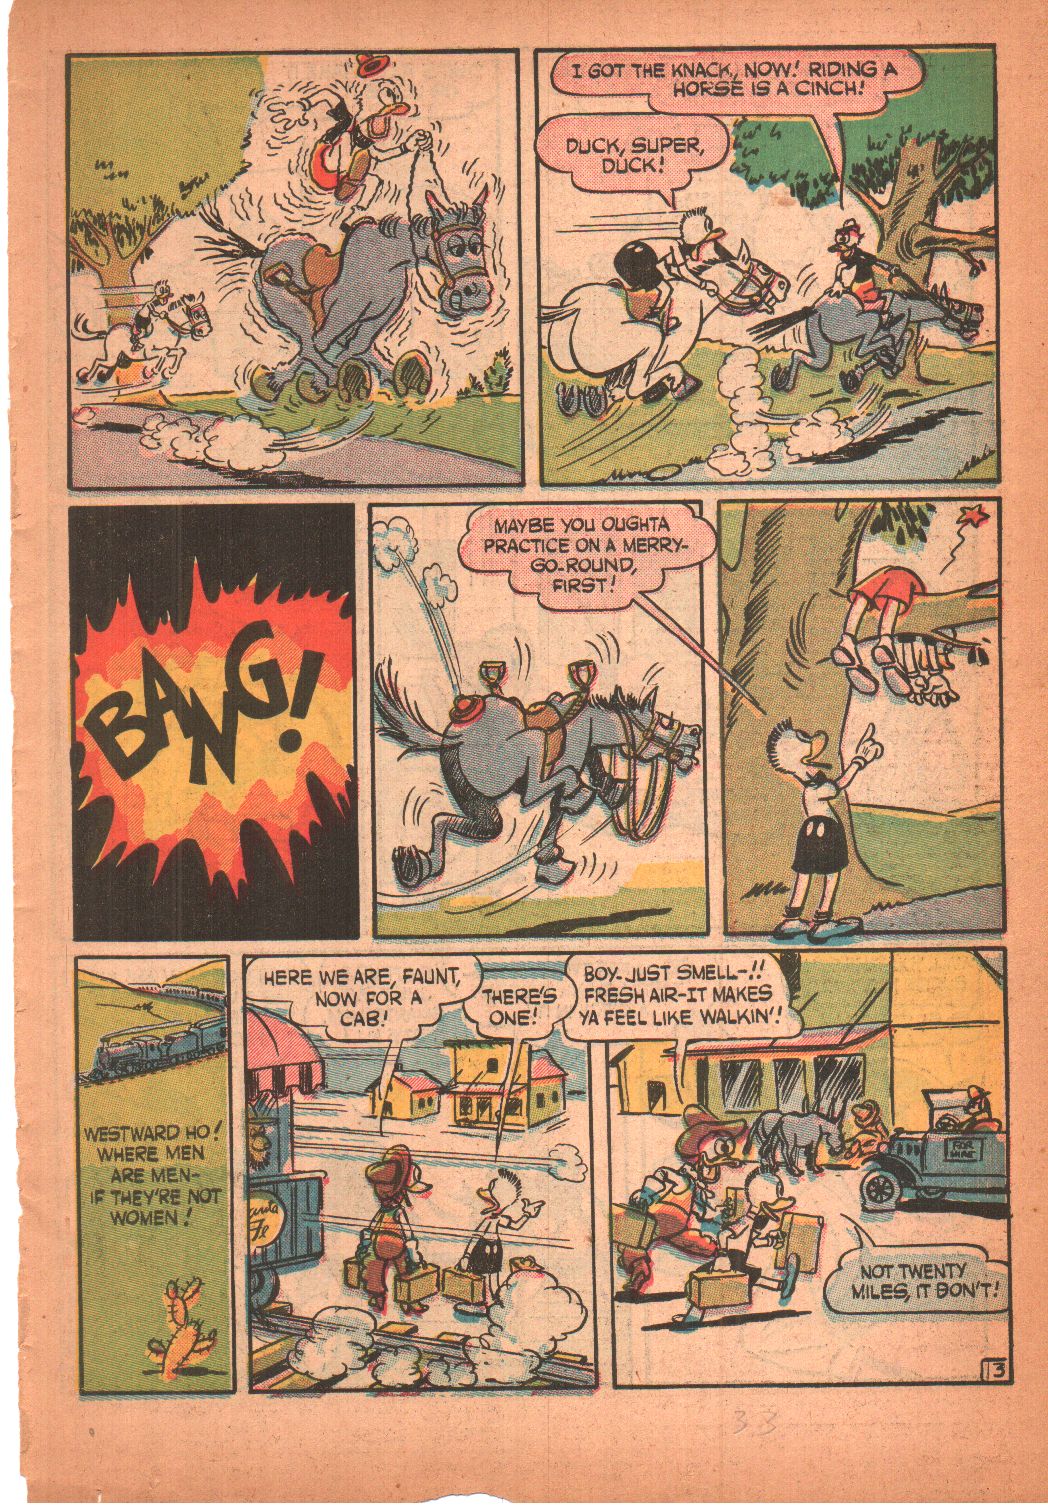 I GOT THE KNACK, NOW! RIDING A
HORSE IS A CINCH!
DUCK, SUPER,
DUCK!
BANG!
MAYBE YOU OUGHTA
PRACTICE ON A MERRY-
GO-ROUND,
FIRST!
WESTWARD HO!
WHERE MEN
ARE MEN-
IF THEY'RE NOT
WOMEN!
HERE WE ARE, FAUNT,
NOW FOR A
CAB!
THERE'S
ONE!
BOY. JUST SMELL-!!
FRESH AIR-IT MAKES
YA FEEL LIKE WALKIN'!
FOR
HIRE
NOT TWENTY
MILES, IT DON'T!
3
33